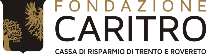 FONDAZIONE
CARITRO
CASSA DI RISPARMIO DI TRENTO E ROVERETO